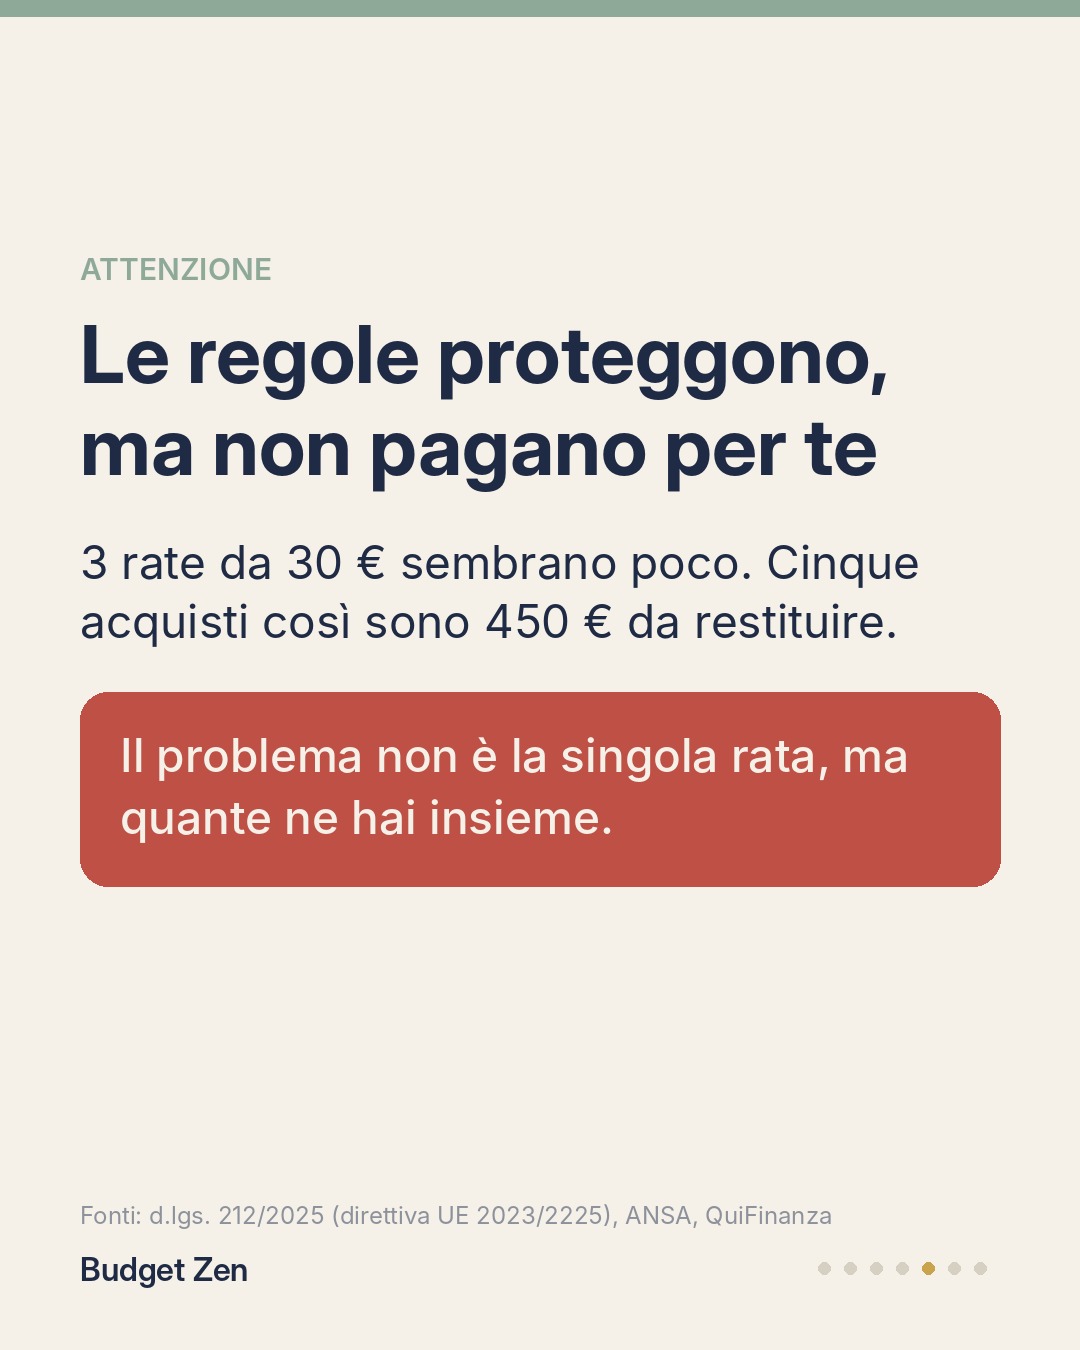 ATTENZIONE
Le regole proteggono,
ma non pagano per te
3 rate da 30 € sembrano poco. Cinque
acquisti così sono 450 € da restituire.
Il problema non è la singola rata, ma
quante ne hai insieme.
Fonti: d.lgs. 212/2025 (direttiva UE 2023/2225), ANSA, QuiFinanza
Budget Zen